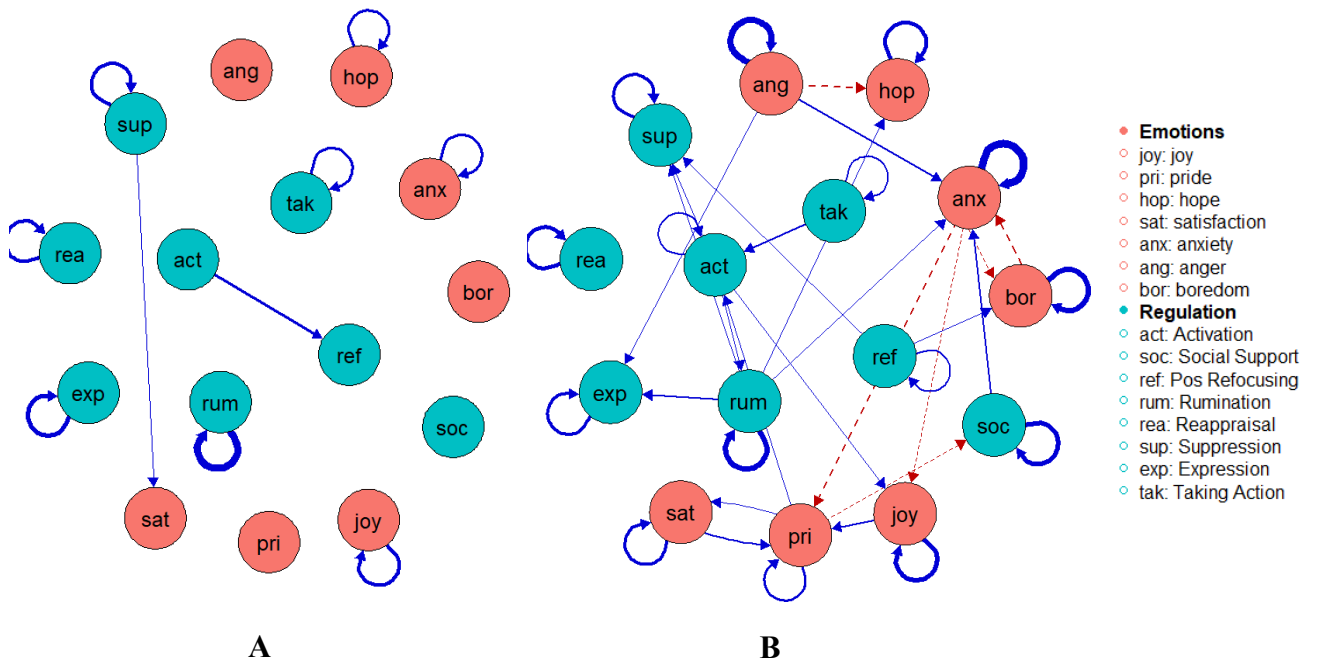 ang
hop
sup
tak
anx
rea
act
bor
ref
exp
rum
soc
sat
pri
joy
A
ang
hop
sup
tak
anx
rea
act
bor
ref
exp
rum
soc
sat
pri
joy
B
Emotions
joy: joy
pri: pride
hop: hope
sat: satisfaction
anx: anxiety
ang: anger
bor: boredom
Regulation
act: Activation
soc: Social Support
ref: Pos Refocusing
rum: Rumination
rea: Reappraisal
sup: Suppression
exp: Expression
tak: Taking Action